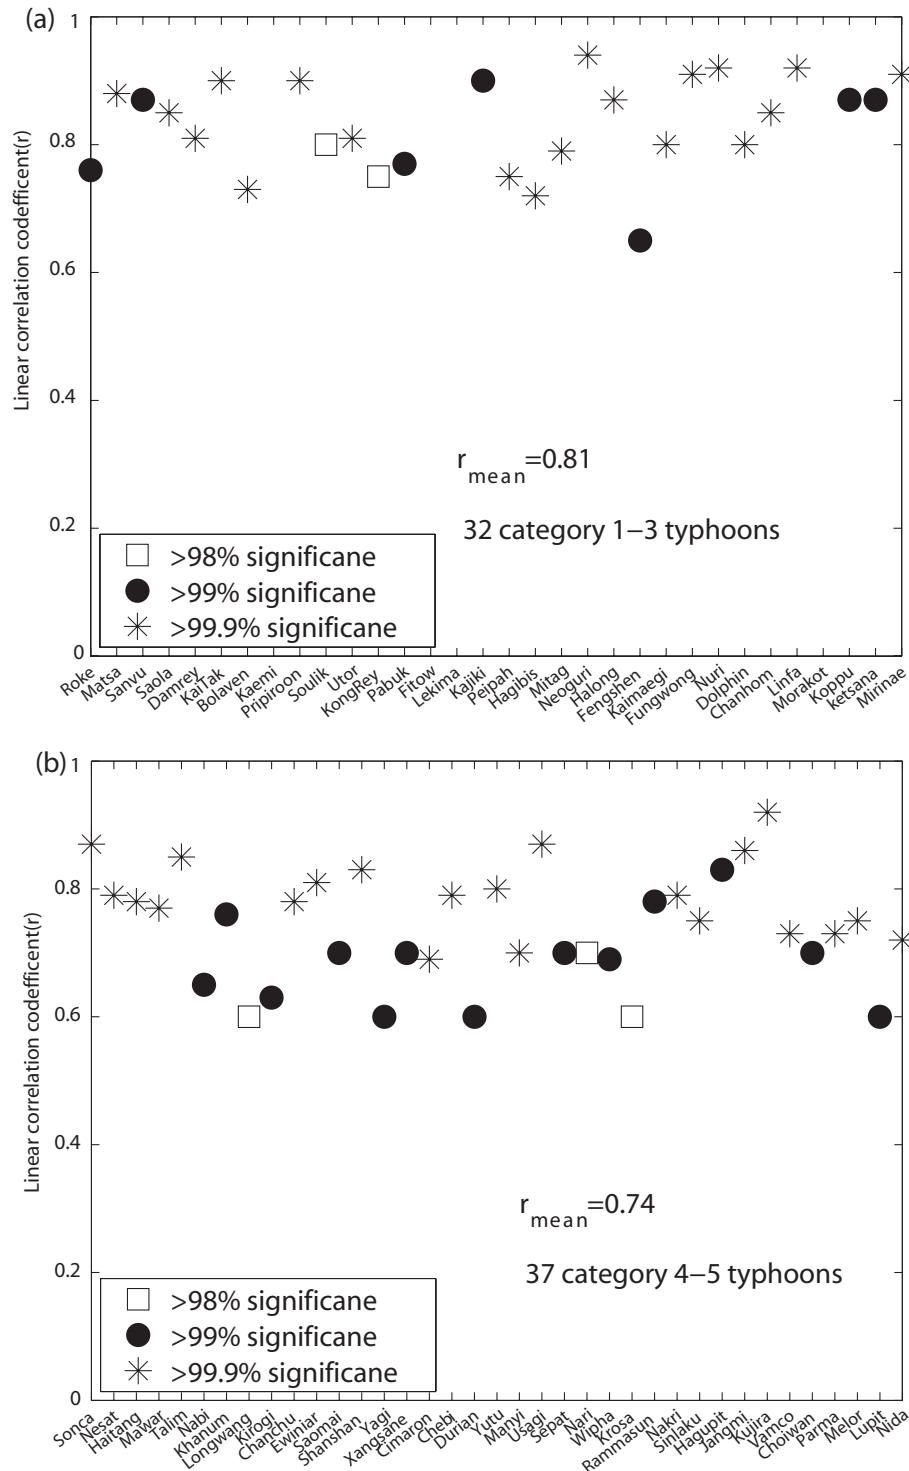 (a)
1
0.8
0.6
0.4
0.2
0
Linear correlation codefficent(r)
r mean=0.81
32 category 1−3 typhoons
>98% significane
>99% significane
>99.9% significane
Roke
Matsa
Sanvu
Saola
Damrey
KaiTak
Bolaven
Kaemi
Pripiroon
Soulik
Utor
KongRey
Pabuk
Fitow
Lekima
Kajiki
Peipah
Hagibis
Mitag
Neoguri
Halong
Fengshen
Kaimaegi
Fungwong
Nuri
Dolphin
Chanhom
Linfa
Morakot
Koppu
ketsana
Mirinae
(b)
1
0.8
0.6
0.4
0.2
0
Linear correlation codefficent(r)
r mean=0.74
37 category 4−5 typhoons
>98% significane
>99% significane
>99.9% significane
Sonca
Nesat
Haitang
Mawar
Talim
Nabi
Khanum
Longwang
Kirogi
Chanchu
Ewiniar
Saomai
Shanshan
Yagi
Xangsane
Cimaron
Chebi
Durian
Yutu
Manyi
Usagi
Sepat
Nari
Wipha
Krosa
Rammasun
Nakri
Sinlaku
Hagupit
Jangmi
Kujira
Vamco
Choiwan
Parma
Melor
Lupit
Nida